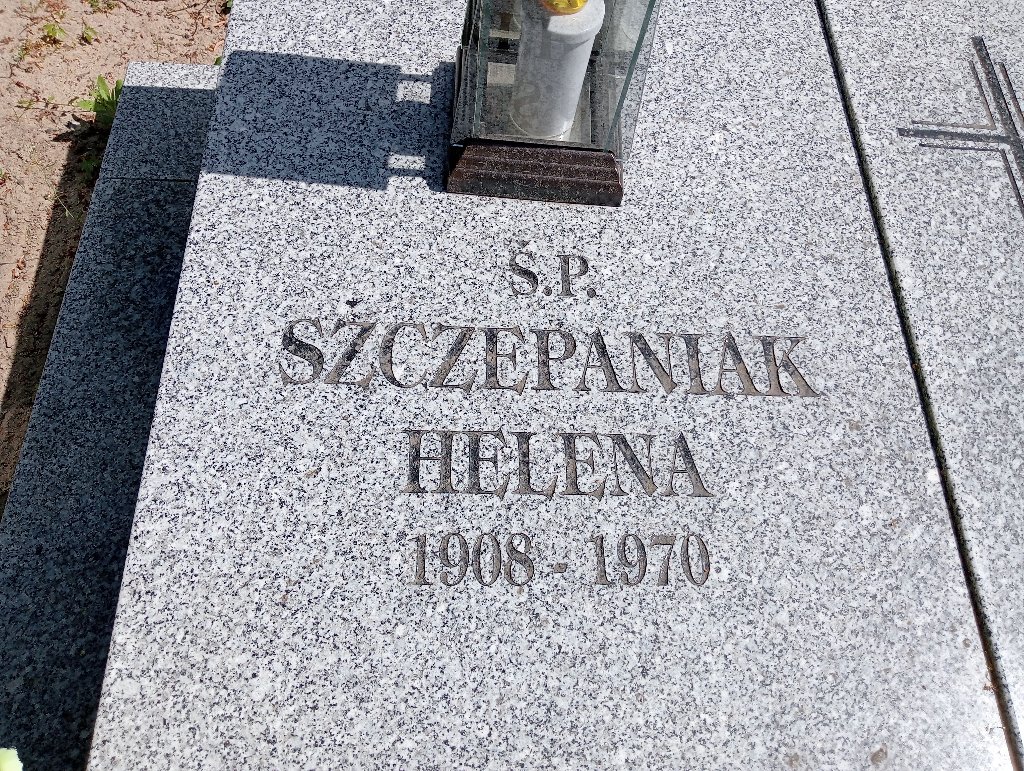 Ś.P.
SZCZEPANIAK
HELENA
1908 - 1970